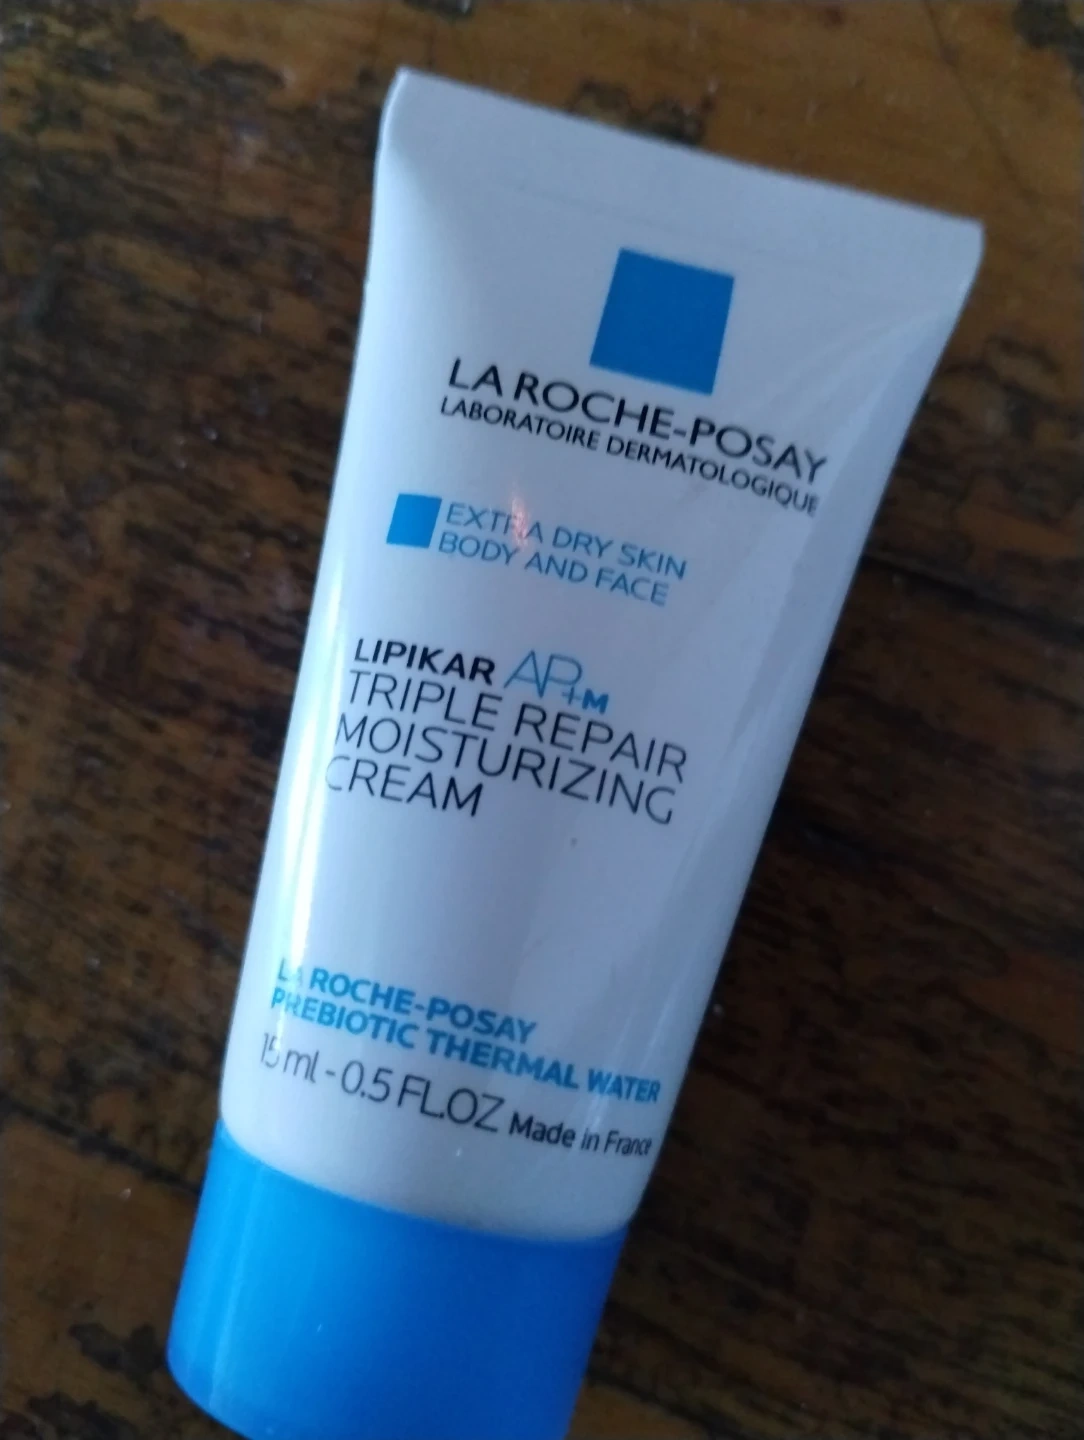 LA ROCHE-POSAY
LABORATOIRE DERMATOLOGIQUE
EXTRA DRY SKIN
BODY AND FACE
LIPIKAR AP+M
TRIPLE REPAIR
MOISTURIZING
CREAM
LA ROCHE-POSAY
PREBIOTIC THERMAL WATER
15 ml - 0.5 FL.OZ Made in France